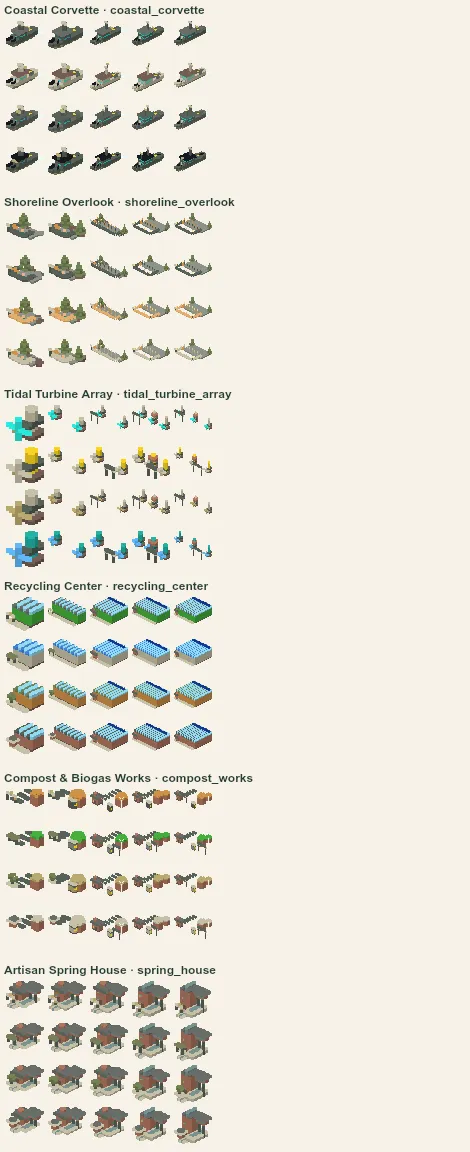 Coastal Corvette · coastal_corvette
Shoreline Overlook · shoreline_overlook
Tidal Turbine Array · tidal_turbine_array
Recycling Center · recycling_center
Compost & Biogas Works · compost_works
Artisan Spring House · spring_house